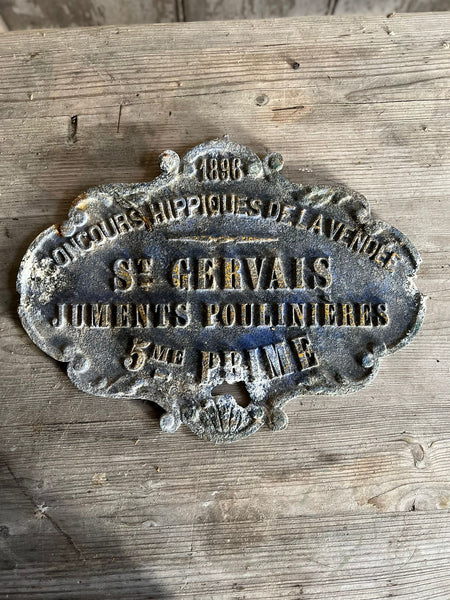 1896
CONCOURS HIPPIQUES DE LA VENDÉE
ST GERVAIS
JUMENTS POULINIÈRES
5ME PRIME